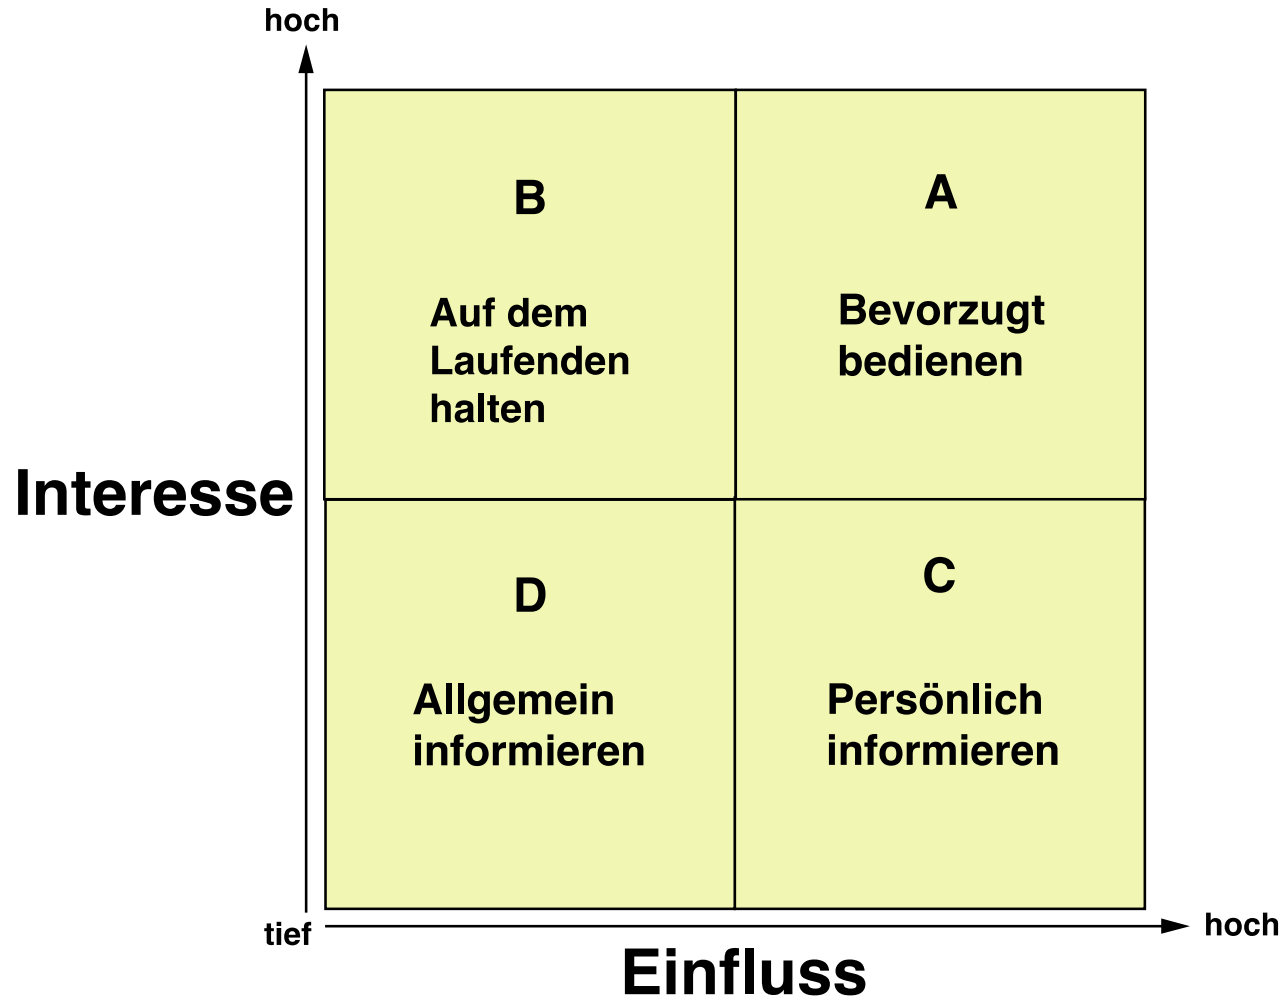 hoch
B
A
Auf dem
Laufenden
halten
Bevorzugt
bedienen
Interesse
D
C
Allgemein
informieren
Persönlich
informieren
tief
hoch
Einfluss